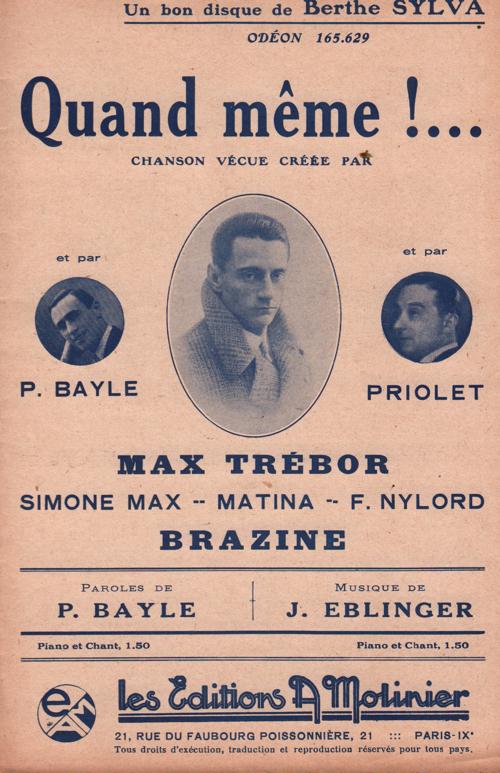 Un bon disque de Berthe SYLVA
ODÉON 165.629
Quand même !...
CHANSON VÉCUE CRÉÉE PAR
et par
et par
P. BAYLE
PRIOLET
MAX TRÉBOR
SIMONE MAX -- MATINA -- F. NYLORD
BRAZINE
PAROLES DE
P. BAYLE
MUSIQUE DE
J. EBLINGER
Piano et Chant, 1.50
Piano et Chant, 1.50
eAM
les Éditions A Molinier
21, RUE DU FAUBOURG POISSONNIÈRE, 21 ::: PARIS-IXe
Tous droits d'exécution, traduction et reproduction réservés pour tous pays.